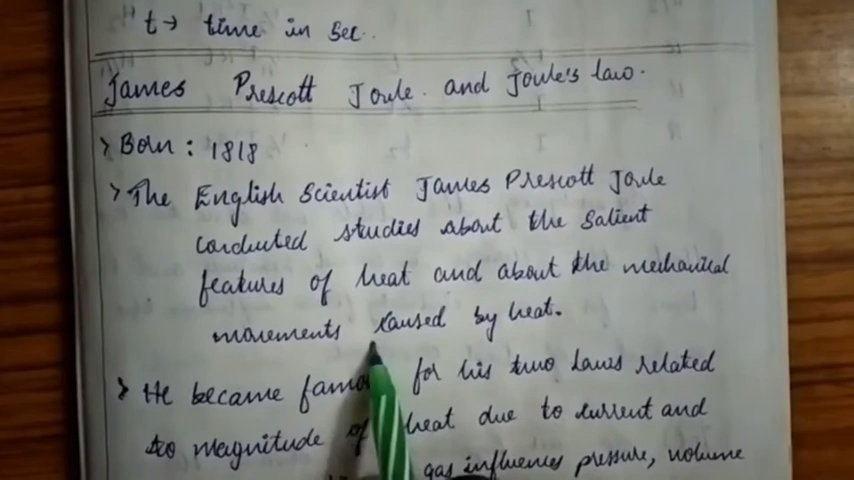 t → time in sec.
James Prescott Joule. and Joule's law.
> Born: 1818
> The English Scientist James Prescott Joule
conducted studies about the salient
features of heat and about the mechanical
movements caused by heat.
> He became for his two laws related
to magnitude of heat due to current and
gas influences pressure, volume